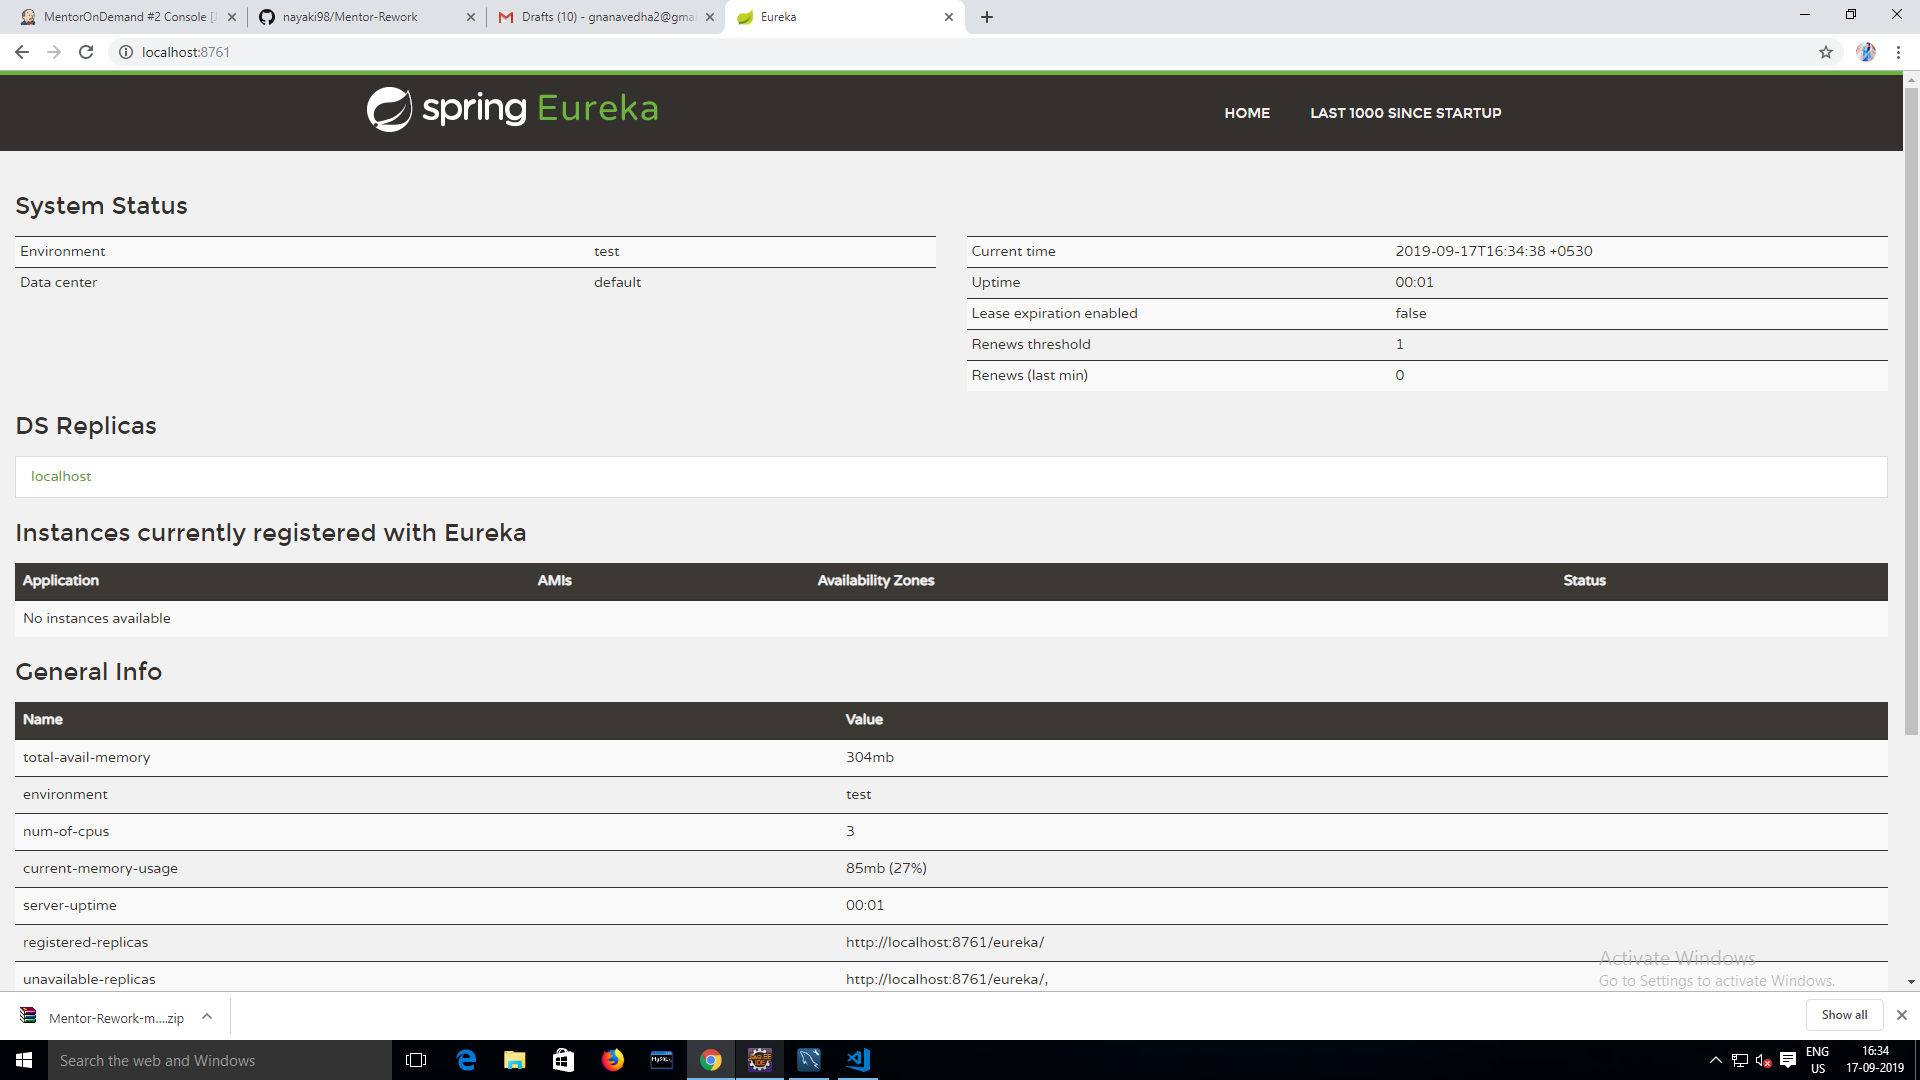 MentorOnDemand #2 Console [J
nayaki98/Mentor-Rework
Drafts (10) - gnanavedha2@gmai
Eureka
localhost:8761
spring Eureka
HOME
LAST 1000 SINCE STARTUP
System Status
Environment test
Data center default
Current time 2019-09-17T16:34:38 +0530
Uptime 00:01
Lease expiration enabled false
Renews threshold 1
Renews (last min) 0
DS Replicas
localhost
Instances currently registered with Eureka
Application AMIs Availability Zones Status
No instances available
General Info
Name Value
total-avail-memory 304mb
environment test
num-of-cpus 3
current-memory-usage 85mb (27%)
server-uptime 00:01
registered-replicas http://localhost:8761/eureka/
unavailable-replicas http://localhost:8761/eureka/,
Activate Windows
Go to Settings to activate Windows.
Mentor-Rework-m....zip
Show all
Search the web and Windows
ENG
US
16:34
17-09-2019